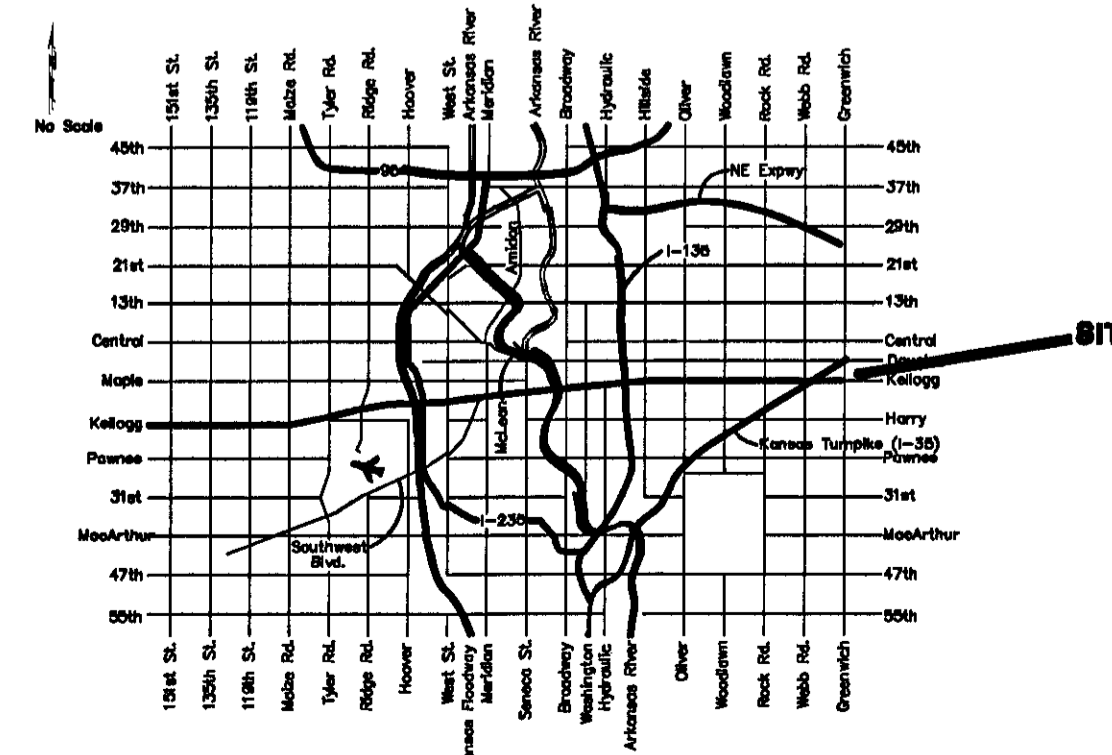 No Scale
151st St.
135th St.
119th St.
Maize Rd.
Tyler Rd.
Ridge Rd.
Hoover
West St.
Arkansas River
Meridian
Arkansas River
Broadway
Hydraulic
Hillside
Oliver
Woodlawn
Rock Rd.
Webb Rd.
Greenwich
45th
37th
29th
21st
13th
Central
Maple
Kellogg
Pawnee
31st
MacArthur
47th
55th
96
NE Expwy
Amidon
I-135
McLean
Kansas Turnpike (I-35)
I-235
Southwest
Blvd.
45th
37th
29th
21st
13th
Central
Kellogg
Harry
Pawnee
31st
MacArthur
47th
55th
SIT
151st St.
135th St.
119th St.
Maize Rd.
Tyler Rd.
Ridge Rd.
Hoover
West St.
nsas Floodway
Meridian
Seneca St.
Broadway
Washington
Hydraulic
Arkansas River
Oliver
Woodlawn
Rock Rd.
Webb Rd.
Greenwich